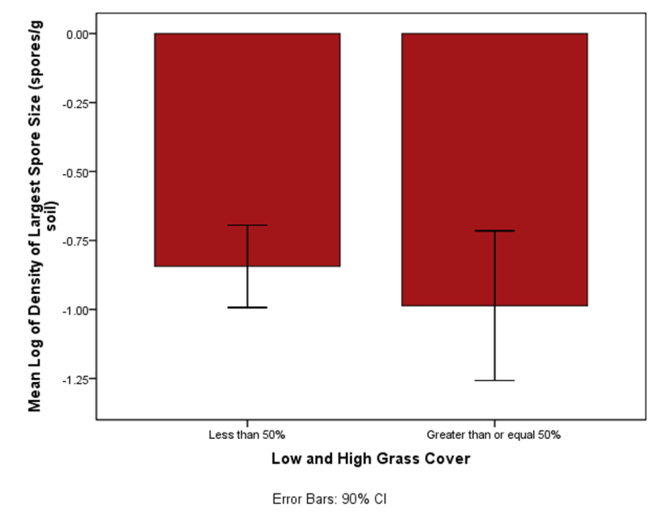 Mean Log of Density of Largest Spore Size (spores/g
soil)
0.00
-0.25
-0.50
-0.75
-1.00
-1.25
Less than 50%
Greater than or equal 50%
Low and High Grass Cover
Error Bars: 90% CI